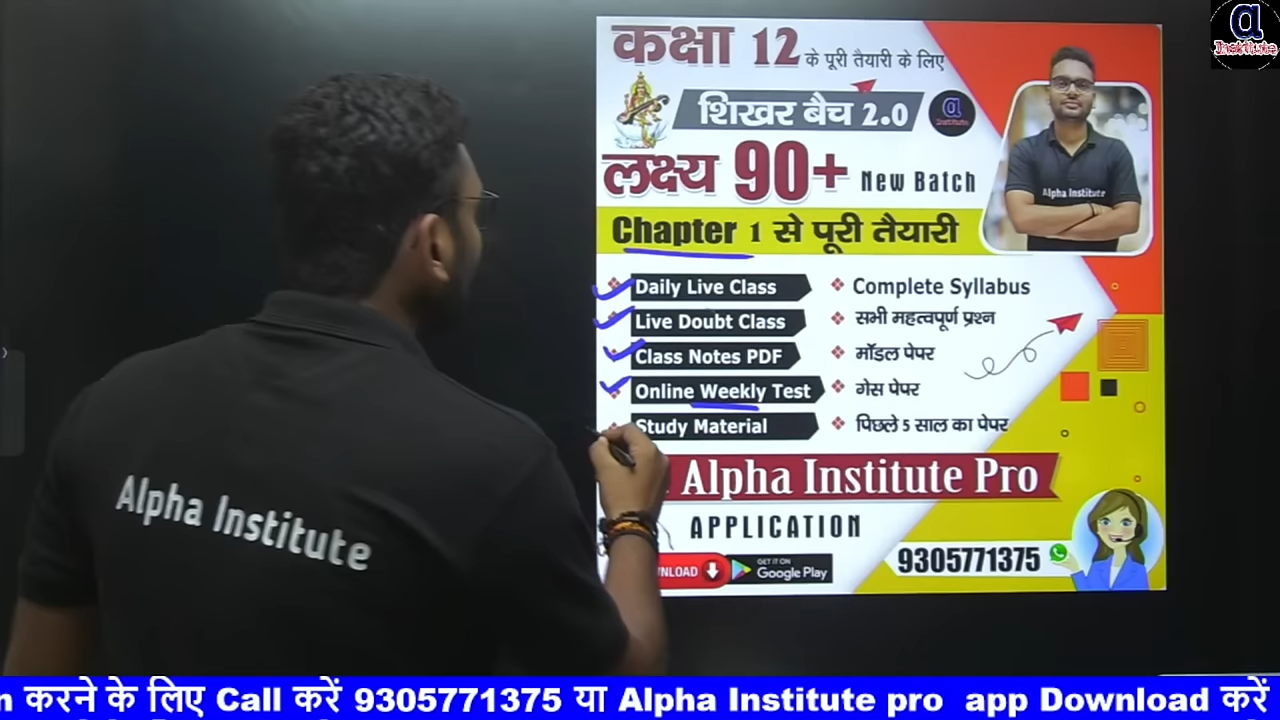 α
Institute
कक्षा 12 के पूरी तैयारी के लिए
शिखर बैच 2.0
α
लक्ष्य 90+ New Batch
Alpha Institute
Chapter 1 से पूरी तैयारी
Daily Live Class
Complete Syllabus
Live Doubt Class
सभी महत्वपूर्ण प्रश्न
Class Notes PDF
मॉडल पेपर
Online Weekly Test
गेस पेपर
Study Material
पिछले 5 साल का पेपर
Alpha Institute Pro
APPLICATION
NLOAD
GET IT ON
Google Play
9305771375
Alpha Institute
करने के लिए Call करें 9305771375 या Alpha Institute pro app Download करें